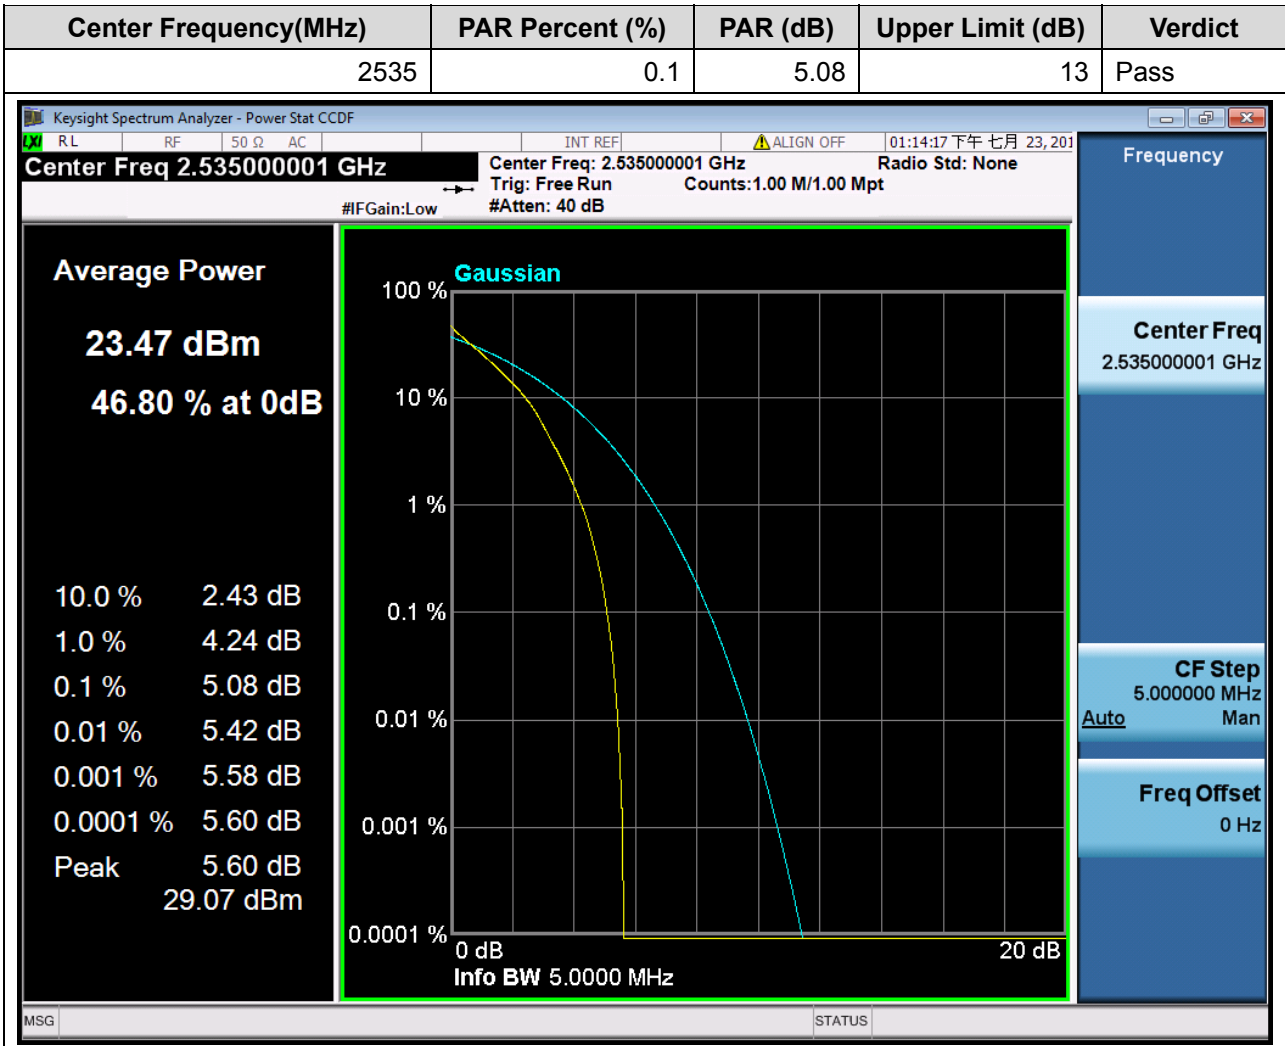 Center Frequency(MHz) PAR Percent (%) PAR (dB) Upper Limit (dB) Verdict
2535 0.1 5.08 13 Pass
Keysight Spectrum Analyzer - Power Stat CCDF
LXI RL RF 50 Ω AC INT REF ALIGN OFF 01:14:17 下午 七月 23, 201
Center Freq 2.535000001 GHz
Center Freq: 2.535000001 GHz Radio Std: None
Trig: Free Run Counts:1.00 M/1.00 Mpt
#IFGain:Low #Atten: 40 dB
Average Power
23.47 dBm
46.80 % at 0dB
10.0 % 2.43 dB
1.0 % 4.24 dB
0.1 % 5.08 dB
0.01 % 5.42 dB
0.001 % 5.58 dB
0.0001 % 5.60 dB
Peak 5.60 dB
29.07 dBm
Gaussian
100 %
10 %
1 %
0.1 %
0.01 %
0.001 %
0.0001 %
0 dB 20 dB
Info BW 5.0000 MHz
Frequency
Center Freq
2.535000001 GHz
CF Step
5.000000 MHz
Auto Man
Freq Offset
0 Hz
MSG STATUS